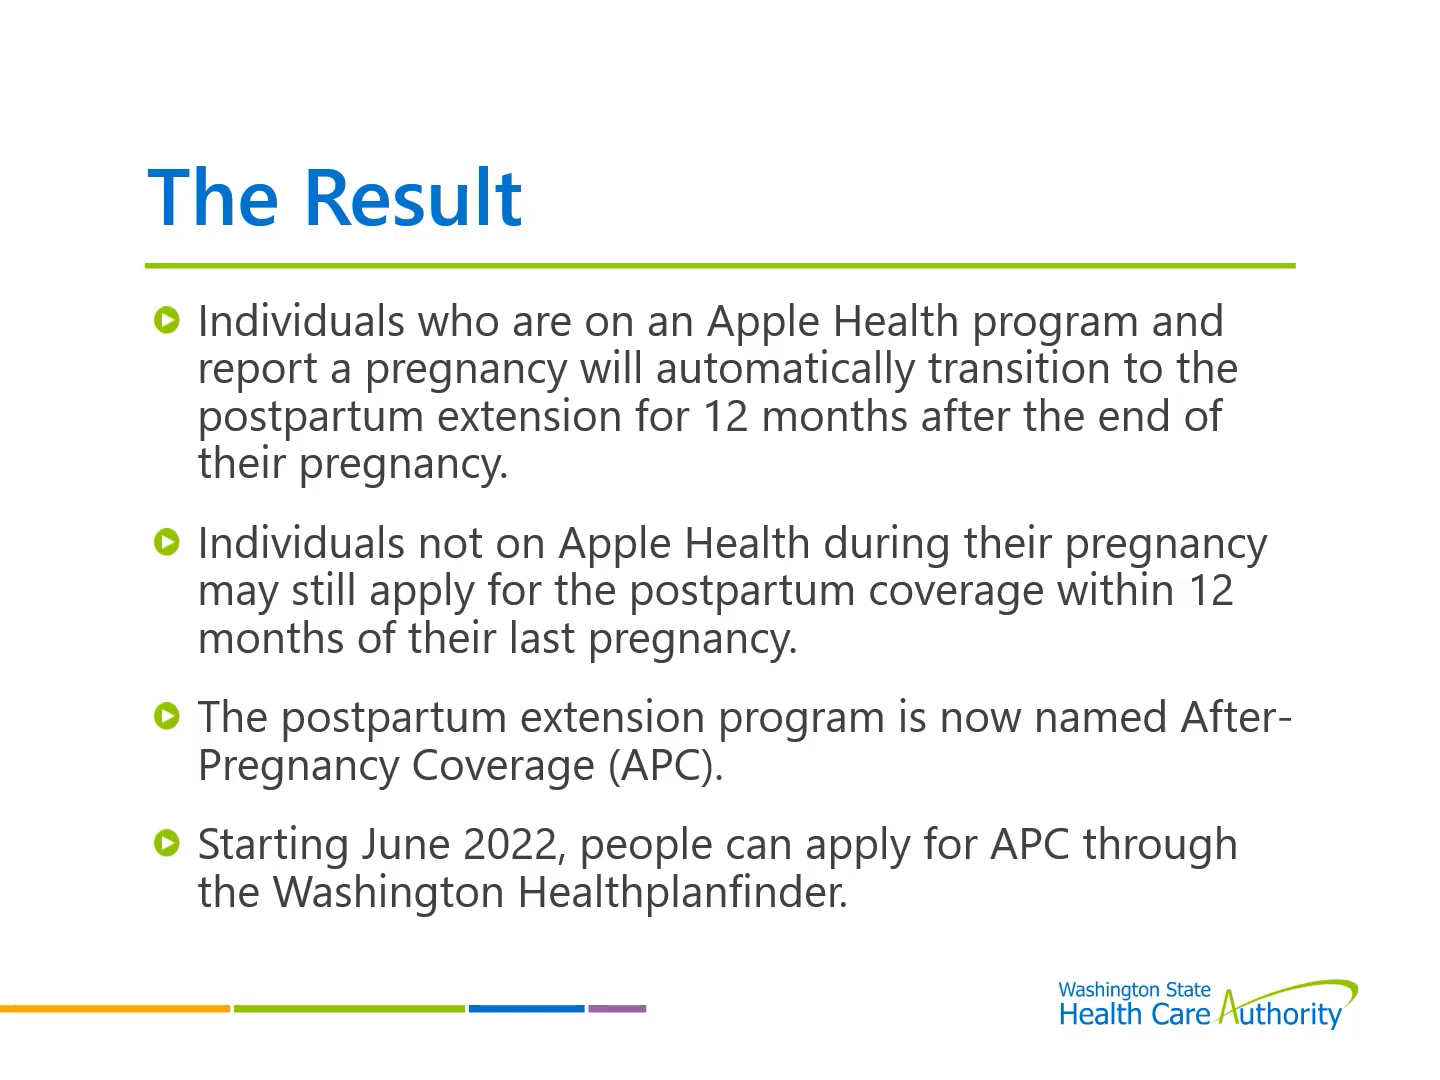 The Result
Individuals who are on an Apple Health program and
report a pregnancy will automatically transition to the
postpartum extension for 12 months after the end of
their pregnancy.
Individuals not on Apple Health during their pregnancy
may still apply for the postpartum coverage within 12
months of their last pregnancy.
The postpartum extension program is now named After-
Pregnancy Coverage (APC).
Starting June 2022, people can apply for APC through
the Washington Healthplanfinder.
Washington State
Health Care Authority